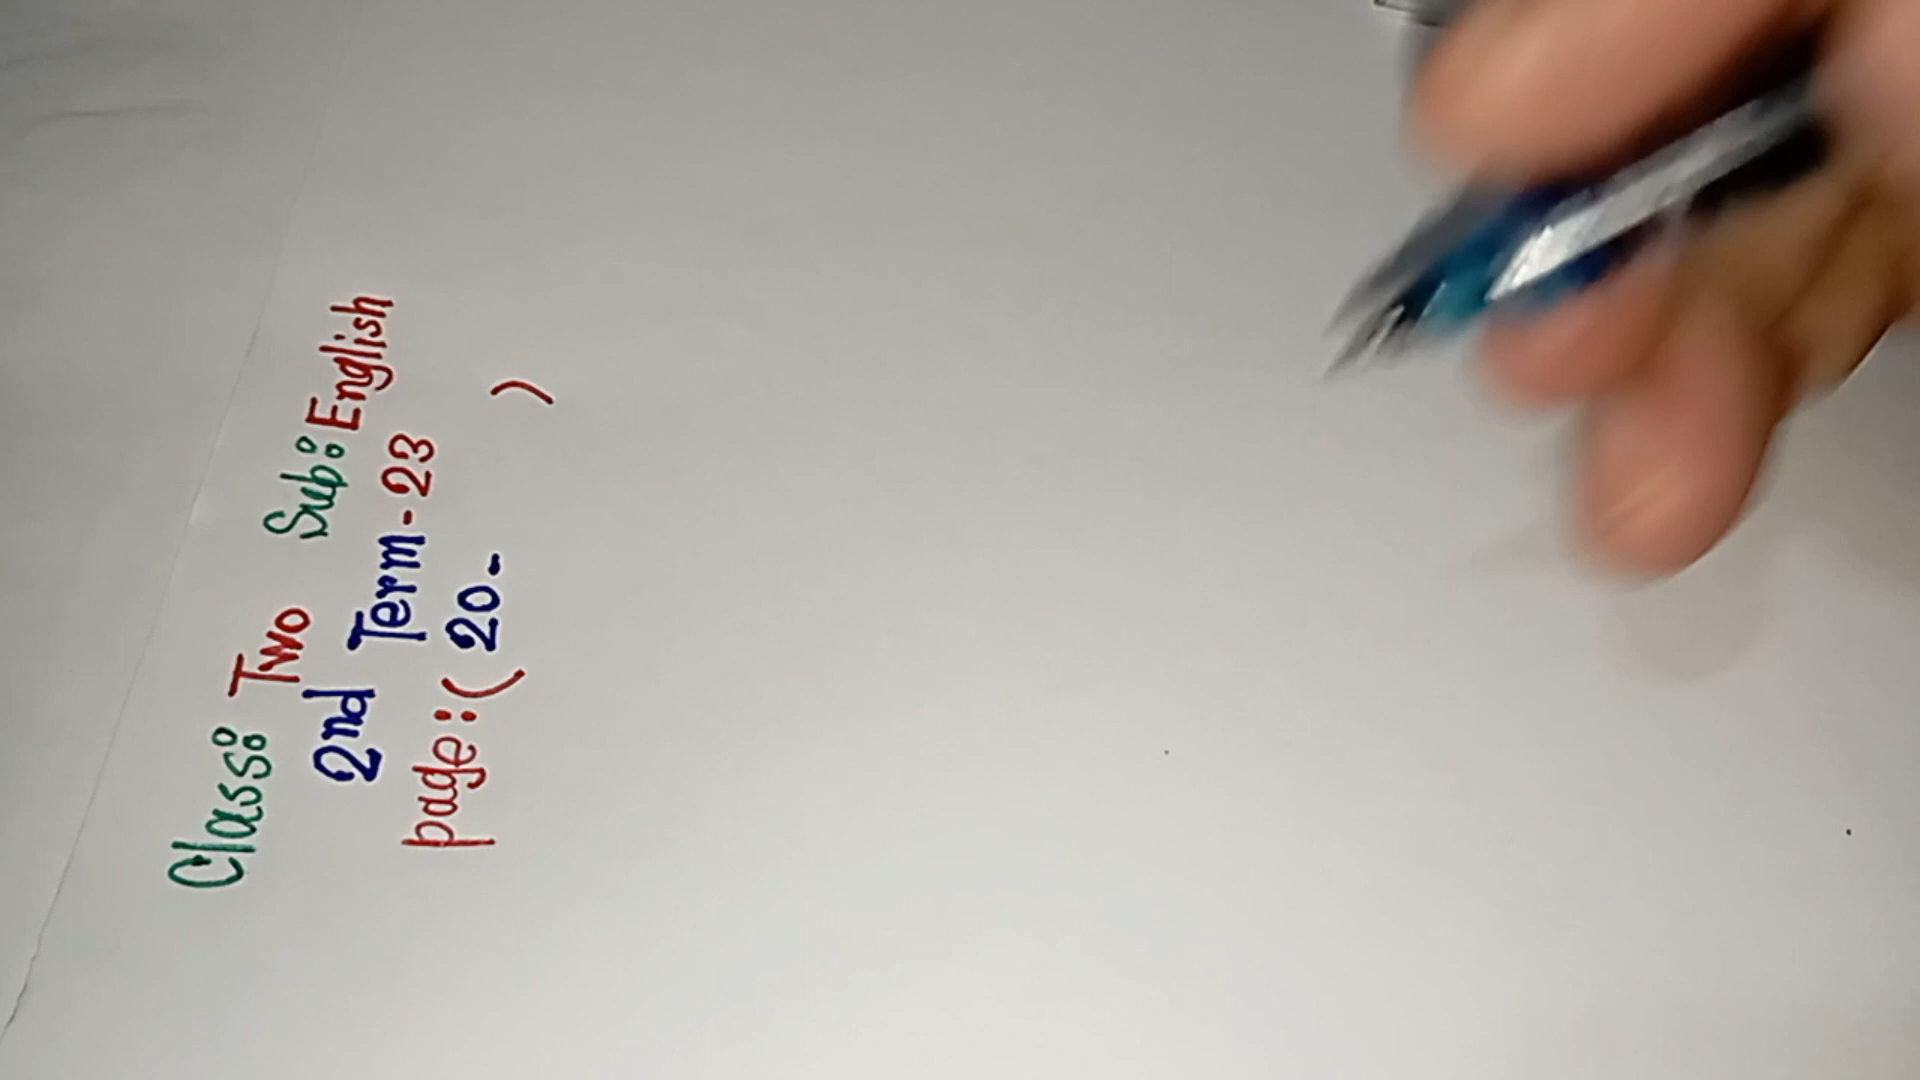 Class: Two Sub: English
2nd Term - 23
page: ( 20 - )